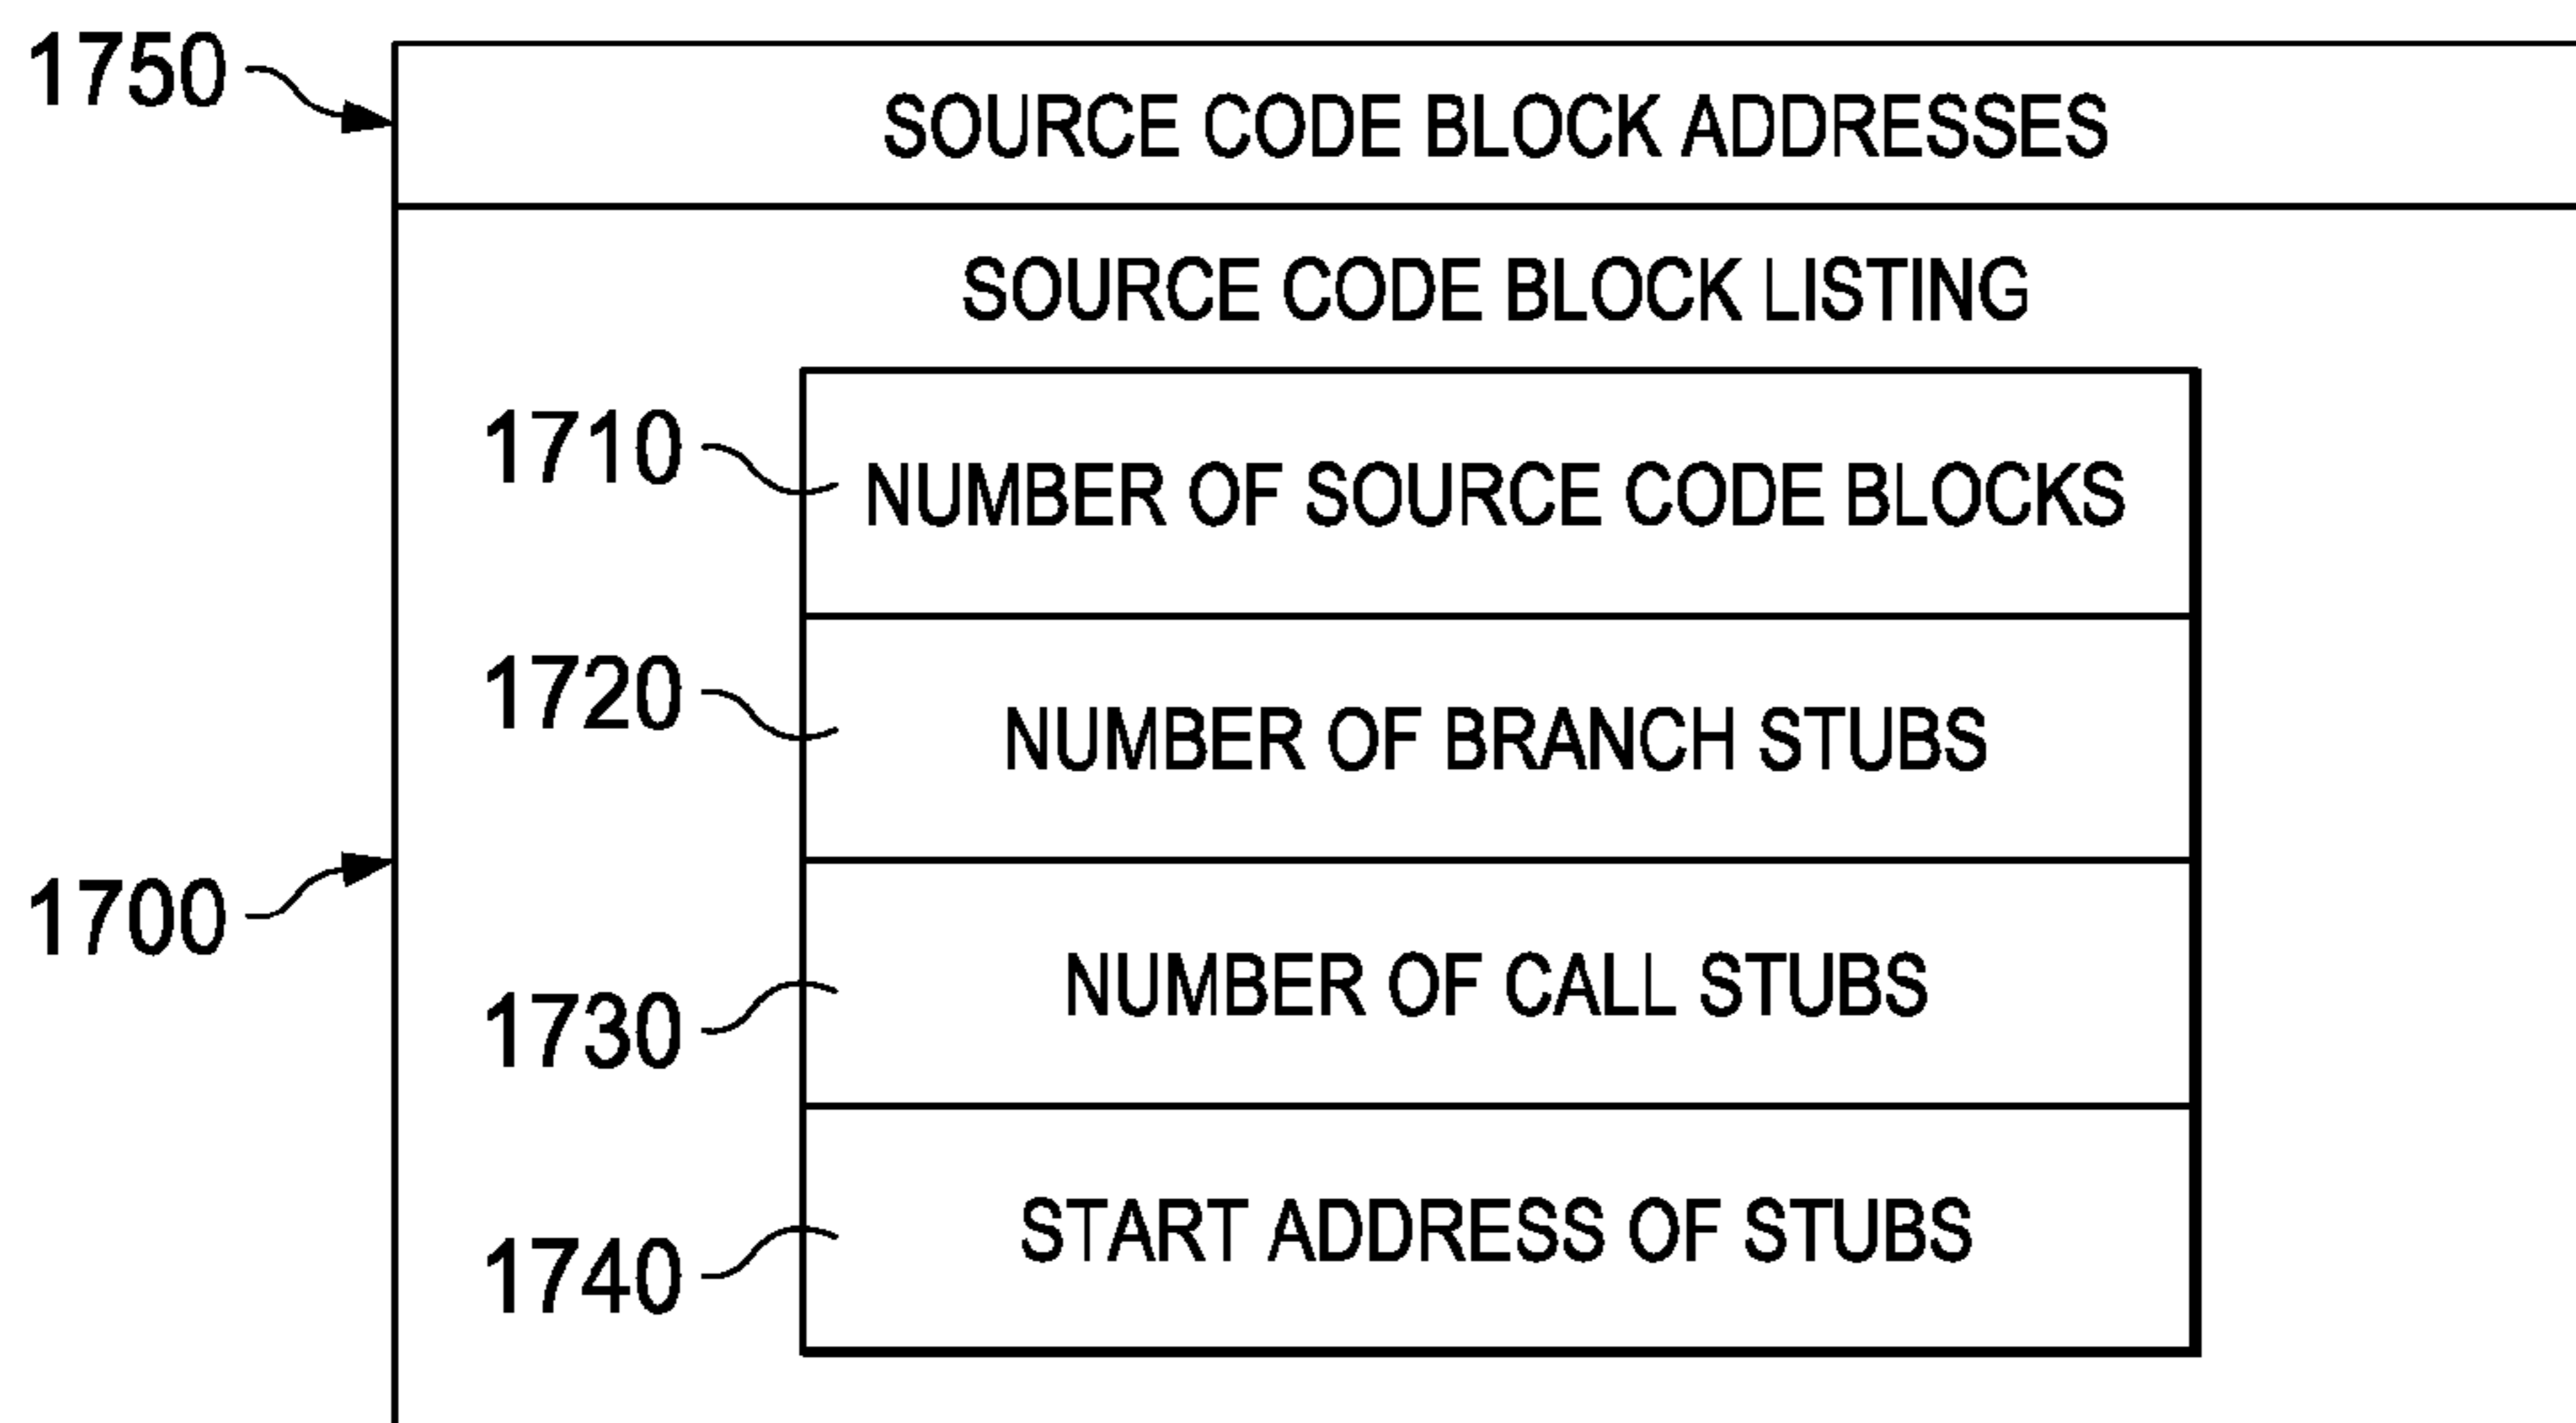 1750
SOURCE CODE BLOCK ADDRESSES
SOURCE CODE BLOCK LISTING
1710
NUMBER OF SOURCE CODE BLOCKS
1720
NUMBER OF BRANCH STUBS
1700
1730
NUMBER OF CALL STUBS
1740
START ADDRESS OF STUBS